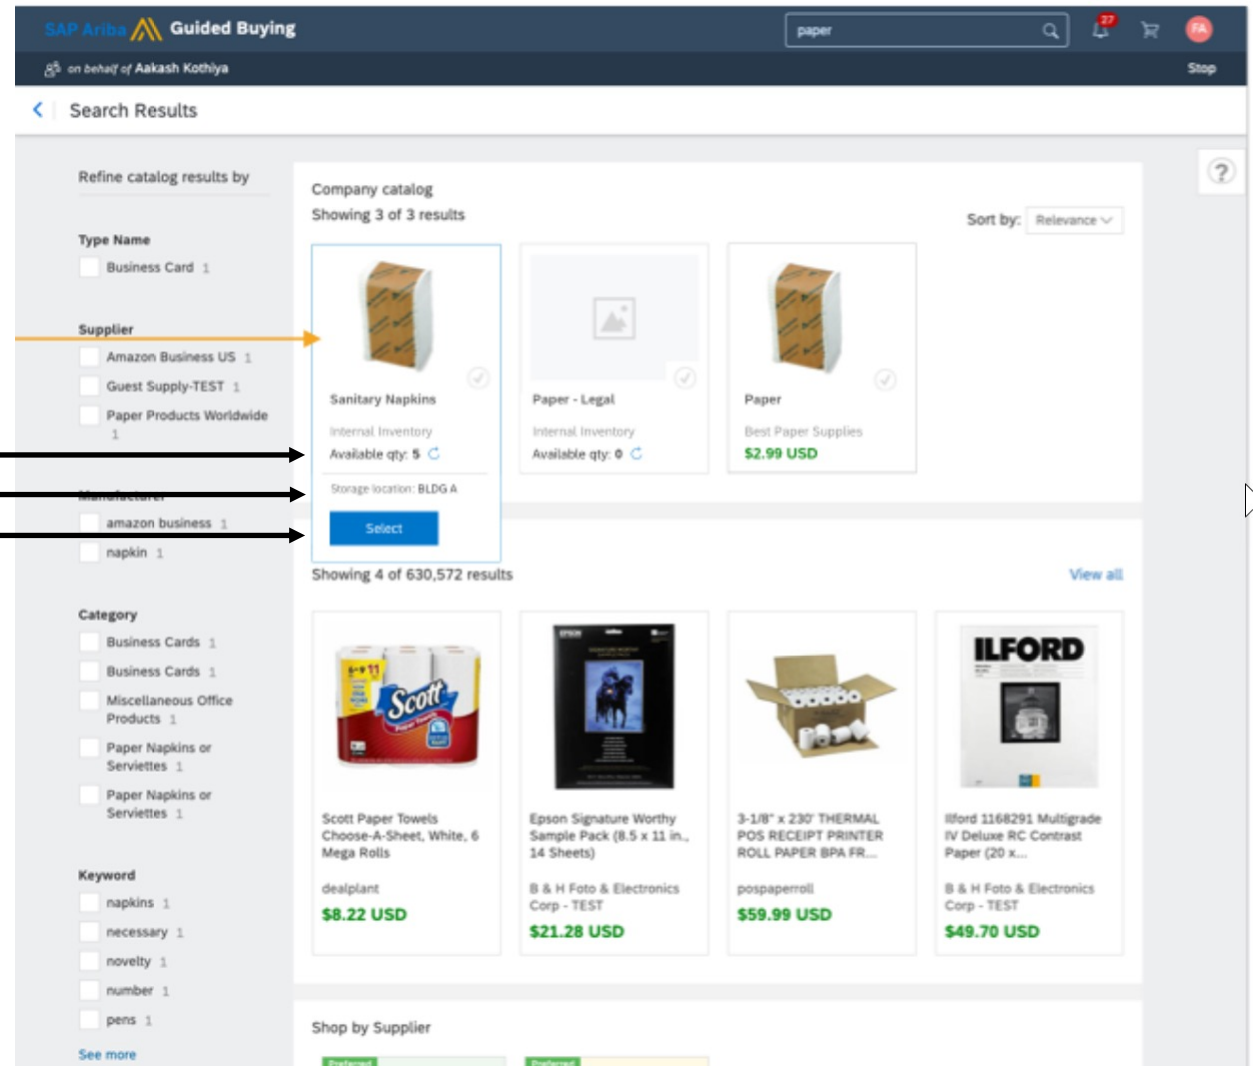 SAP Ariba Guided Buying
paper
27
FA
on behalf of Aakash Kothiya
Stop
Search Results
?
Refine catalog results by
Type Name
Business Card 1
Supplier
Amazon Business US 1
Guest Supply-TEST 1
Paper Products Worldwide
1
Manufacturer
amazon business 1
napkin 1
Category
Business Cards 1
Business Cards 1
Miscellaneous Office
Products 1
Paper Napkins or
Serviettes 1
Paper Napkins or
Serviettes 1
Keyword
napkins 1
necessary 1
novelty 1
number 1
pens 1
See more
Company catalog
Showing 3 of 3 results
Sort by: Relevance
Sanitary Napkins
Internal Inventory
Available qty: 5
Storage location: BLDG A
Select
Paper - Legal
Internal Inventory
Available qty: 0
Paper
Best Paper Supplies
$2.99 USD
Showing 4 of 630,572 results
View all
Scott
Scott Paper Towels
Choose-A-Sheet, White, 6
Mega Rolls
dealplant
$8.22 USD
EPSON
Epson Signature Worthy
Sample Pack (8.5 x 11 in.,
14 Sheets)
B & H Foto & Electronics
Corp - TEST
$21.28 USD
3-1/8" x 230' THERMAL
POS RECEIPT PRINTER
ROLL PAPER BPA FR...
pospaperroll
$59.99 USD
ILFORD
Ilford 1168291 Multigrade
IV Deluxe RC Contrast
Paper (20 x...
B & H Foto & Electronics
Corp - TEST
$49.70 USD
Shop by Supplier
Preferred
Preferred